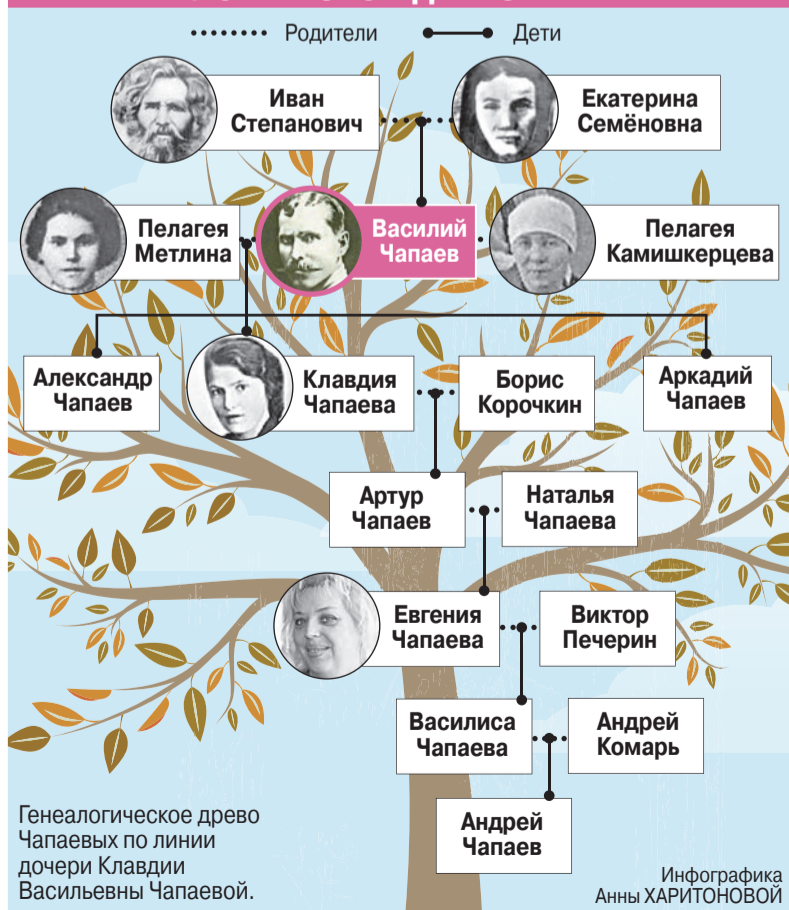 Родители
Дети
Иван
Степанович
Екатерина
Семёновна
Пелагея
Метлина
Василий
Чапаев
Пелагея
Камишкерцева
Александр
Чапаев
Клавдия
Чапаева
Борис
Корочкин
Аркадий
Чапаев
Артур
Чапаев
Наталья
Чапаева
Евгения
Чапаева
Виктор
Печерин
Василиса
Чапаева
Андрей
Комарь
Андрей
Чапаев
Генеалогическое древо
Чапаевых по линии
дочери Клавдии
Васильевны Чапаевой.
Инфографика
Анны ХАРИТОНОВОЙ